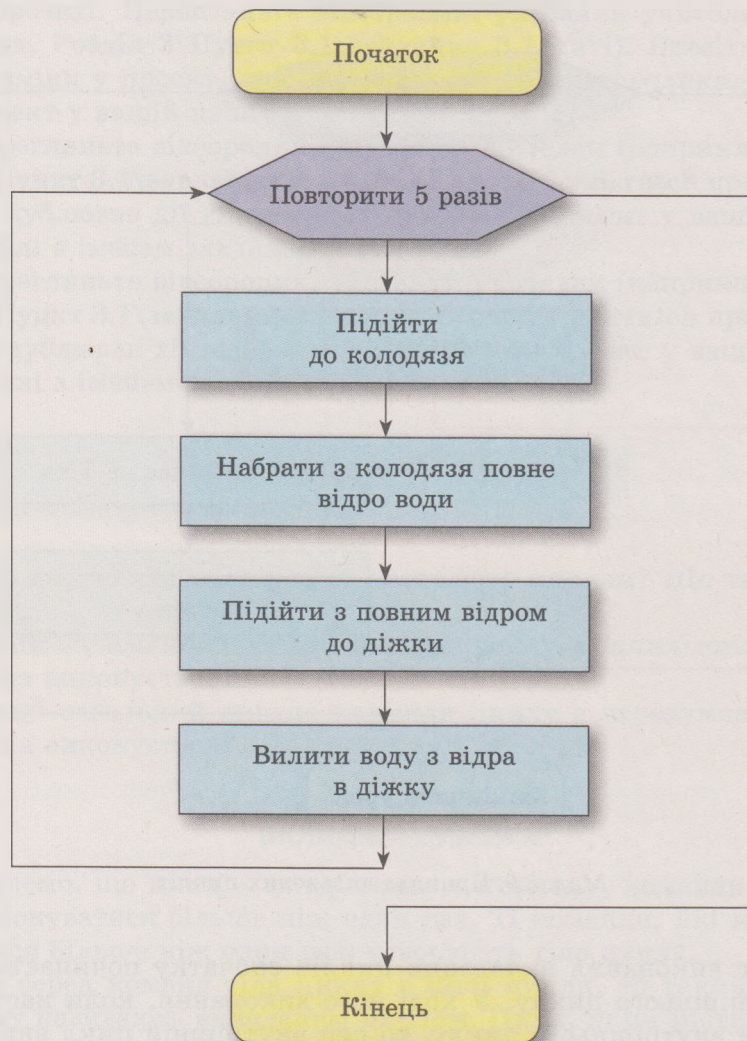 Початок
Повторити 5 разів
Підійти
до колодязя
Набрати з колодязя повне
відро води
Підійти з повним відром
до діжки
Вилити воду з відра
в діжку
Кінець